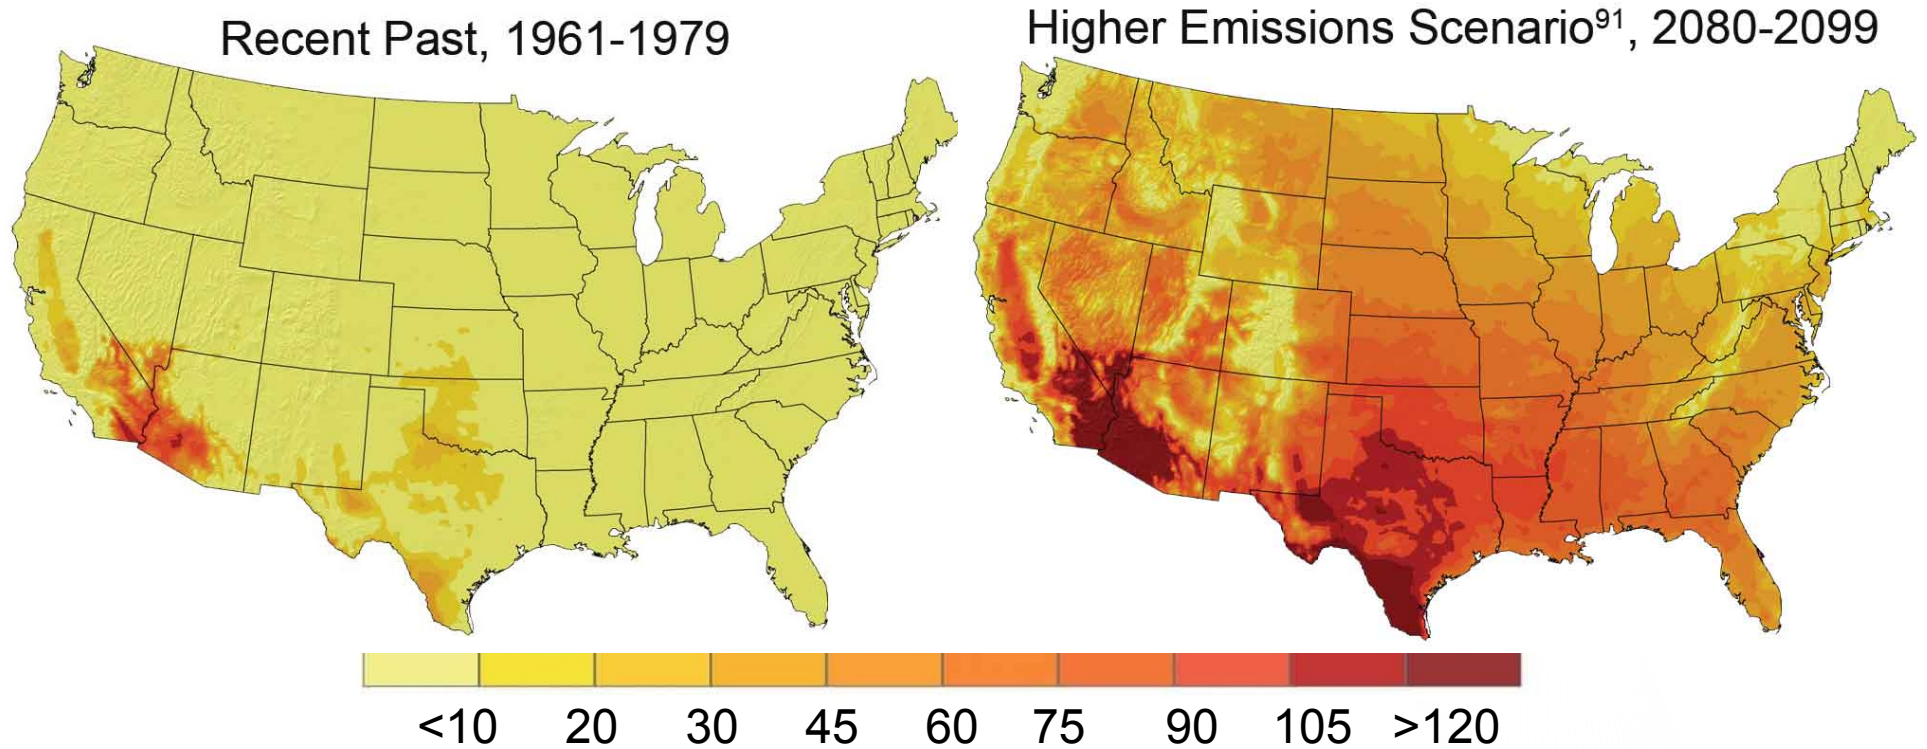 Recent Past, 1961-1979
Higher Emissions Scenario⁹¹, 2080-2099
<10 20 30 45 60 75 90 105 >120